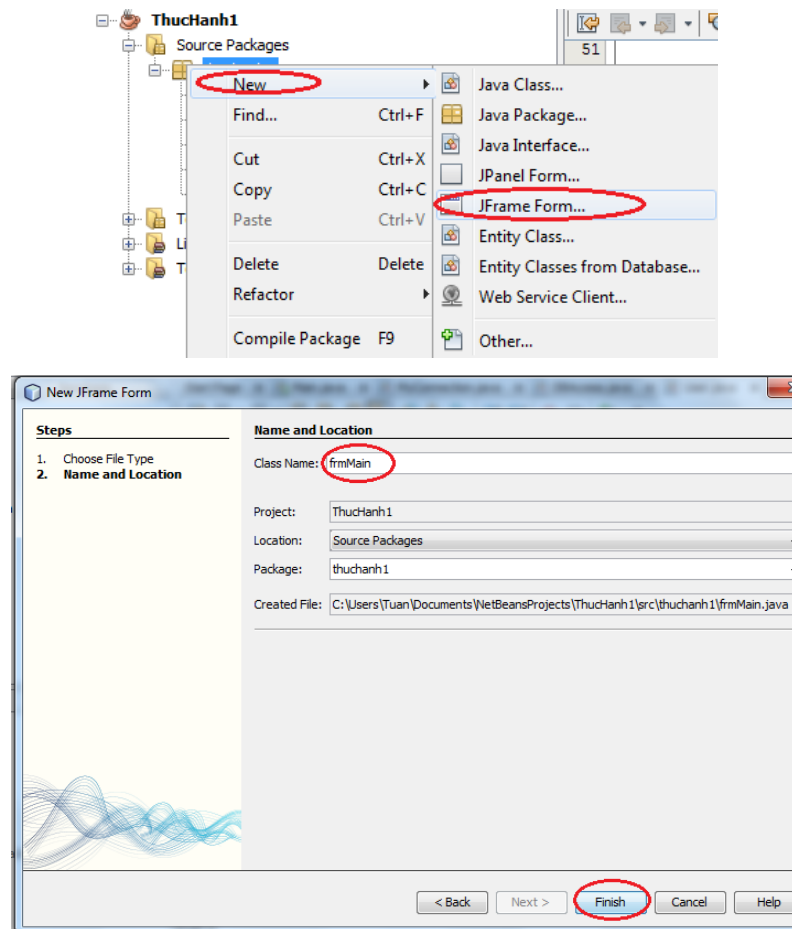 ThucHanh1
Source Packages
51
New
Find... Ctrl+F
Cut Ctrl+X
Copy Ctrl+C
Paste Ctrl+V
Delete Delete
Refactor
Compile Package F9
Java Class...
Java Package...
Java Interface...
JPanel Form...
JFrame Form...
Entity Class...
Entity Classes from Database...
Web Service Client...
Other...
T
Li
T
New JFrame Form
Steps
1. Choose File Type
2. Name and Location
Name and Location
Class Name: frmMain
Project: ThucHanh1
Location: Source Packages
Package: thuchanh1
Created File: C:\Users\Tuan\Documents\NetBeansProjects\ThucHanh1\src\thuchanh1\frmMain.java
< Back Next > Finish Cancel Help